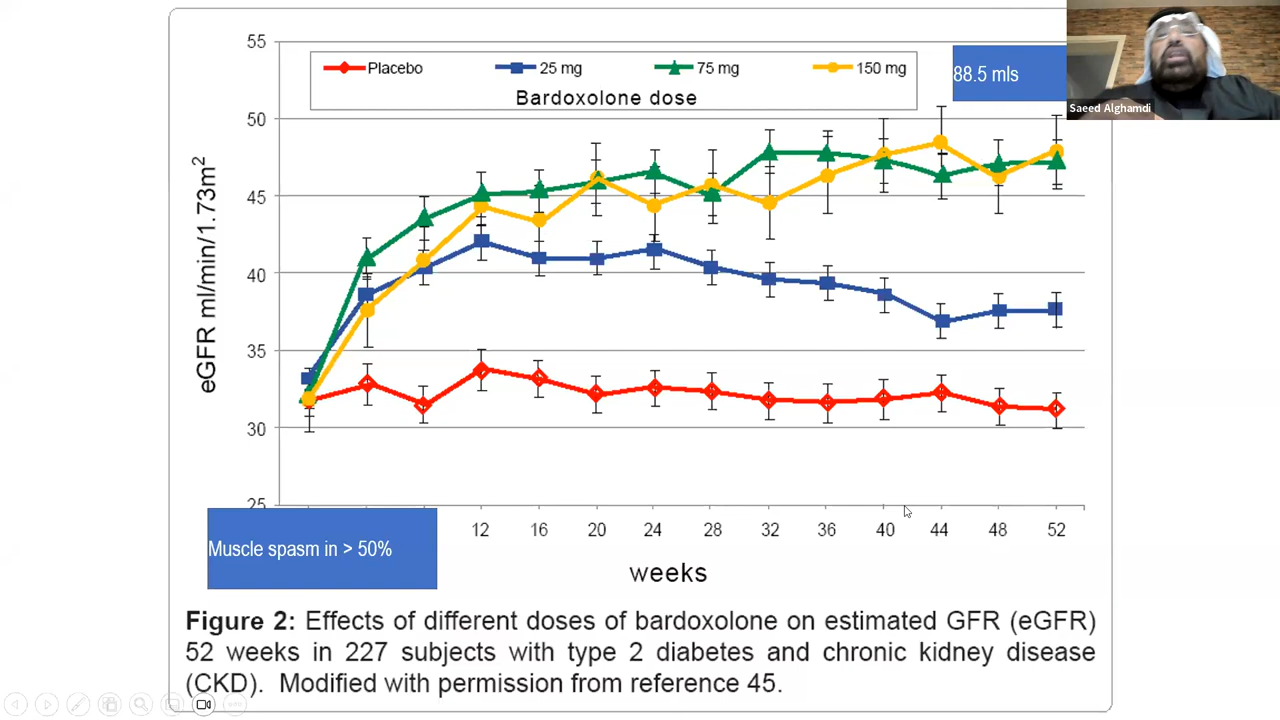 55
Placebo
25 mg
75 mg
150 mg
Bardoxolone dose
88.5 mls
Saeed Alghamdi
50
45
40
35
30
25
eGFR ml/min/1.73m²
Muscle spasm in > 50%
12 16 20 24 28 32 36 40 44 48 52
weeks
Figure 2: Effects of different doses of bardoxolone on estimated GFR (eGFR)
52 weeks in 227 subjects with type 2 diabetes and chronic kidney disease
(CKD). Modified with permission from reference 45.